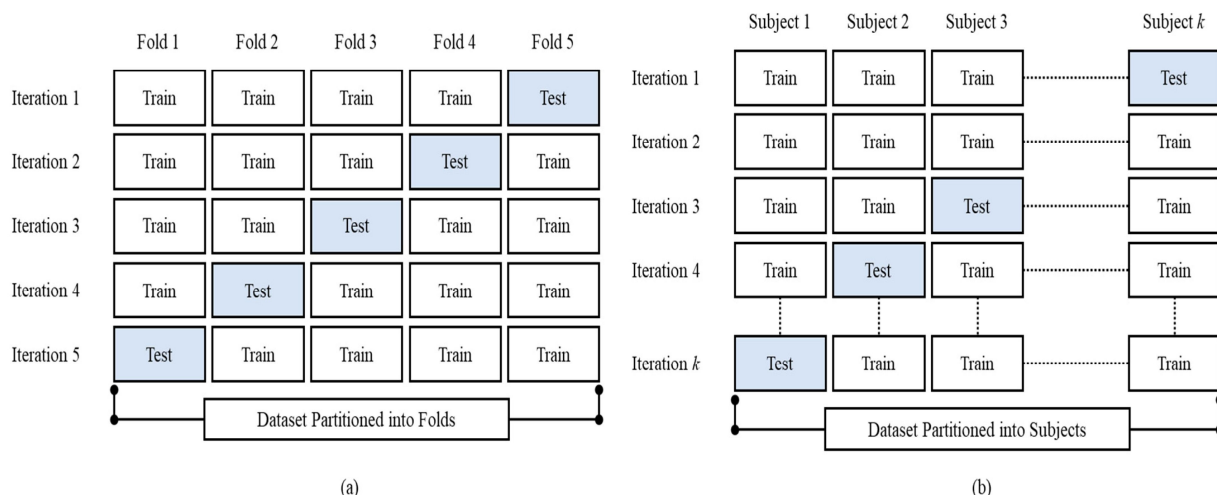 Fold 1 Fold 2 Fold 3 Fold 4 Fold 5
Iteration 1 Train Train Train Train Test
Iteration 2 Train Train Train Test Train
Iteration 3 Train Train Test Train Train
Iteration 4 Train Test Train Train Train
Iteration 5 Test Train Train Train Train
Dataset Partitioned into Folds
(a)
Subject 1 Subject 2 Subject 3 Subject k
Iteration 1 Train Train Train Test
Iteration 2 Train Train Train Train
Iteration 3 Train Train Test Train
Iteration 4 Train Test Train Train
Iteration k Test Train Train Train
Dataset Partitioned into Subjects
(b)